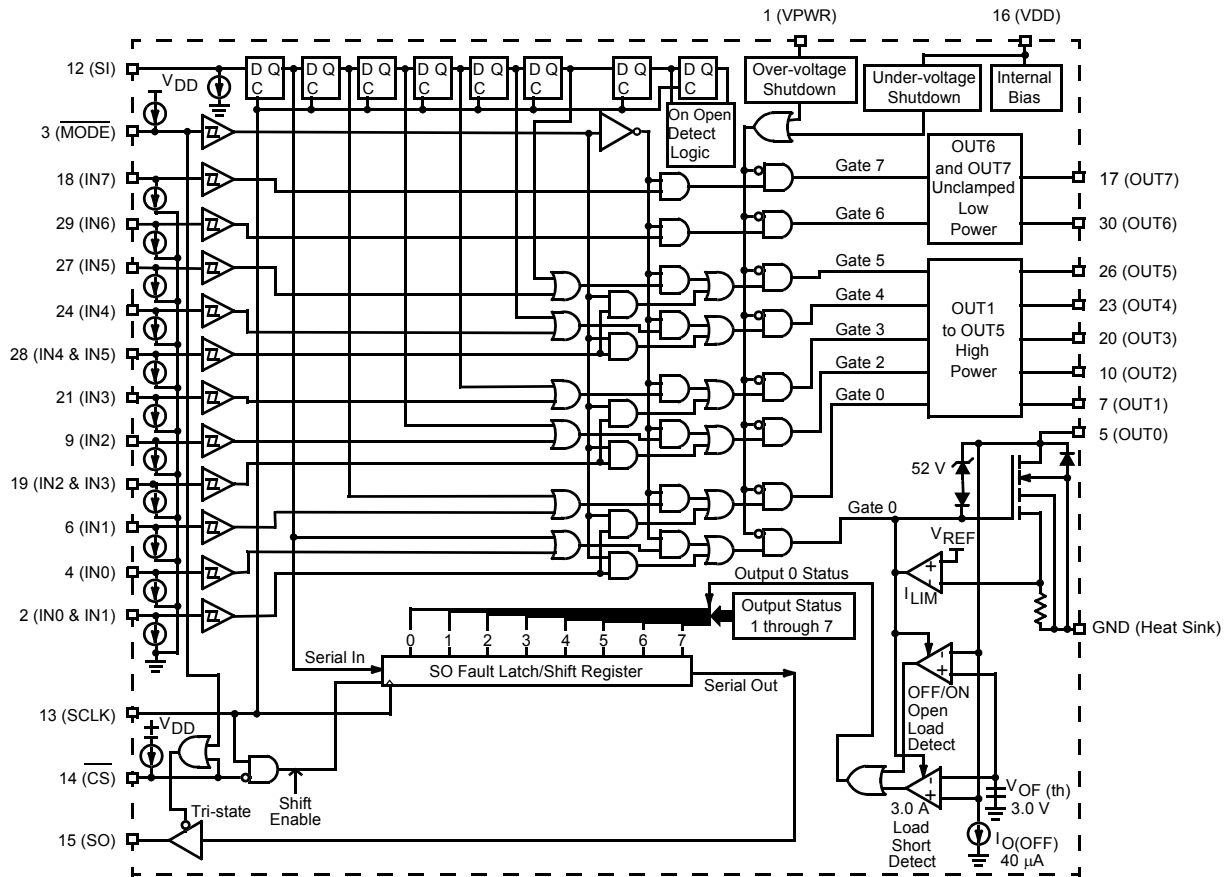 1 (VPWR)
16 (VDD)
12 (SI)
VDD
D Q
C
D Q
C
D Q
C
D Q
C
D Q
C
D Q
C
D Q
C
D Q
C
Over-voltage
Shutdown
Under-voltage
Shutdown
Internal
Bias
3 (MODE)
On Open
Detect
Logic
18 (IN7)
Gate 7
OUT6
and OUT7
Unclamped
Low
Power
17 (OUT7)
29 (IN6)
Gate 6
30 (OUT6)
27 (IN5)
Gate 5
26 (OUT5)
24 (IN4)
Gate 4
OUT1
to OUT5
High
Power
23 (OUT4)
28 (IN4 & IN5)
Gate 3
20 (OUT3)
21 (IN3)
Gate 2
10 (OUT2)
9 (IN2)
Gate 0
7 (OUT1)
5 (OUT0)
19 (IN2 & IN3)
52 V
6 (IN1)
Gate 0
VREF
4 (IN0)
+
-
ILIM
2 (IN0 & IN1)
Output 0 Status
Output Status
1 through 7
GND (Heat Sink)
0 1 2 3 4 5 6 7
Serial In
SO Fault Latch/Shift Register
Serial Out
-
+
OFF/ON
Open
Load
Detect
13 (SCLK)
+VDD
14 (CS)
Shift
Enable
Tri-state
15 (SO)
-
+
3.0 A
Load
Short
Detect
VOF (th)
3.0 V
IO(OFF)
40 µA